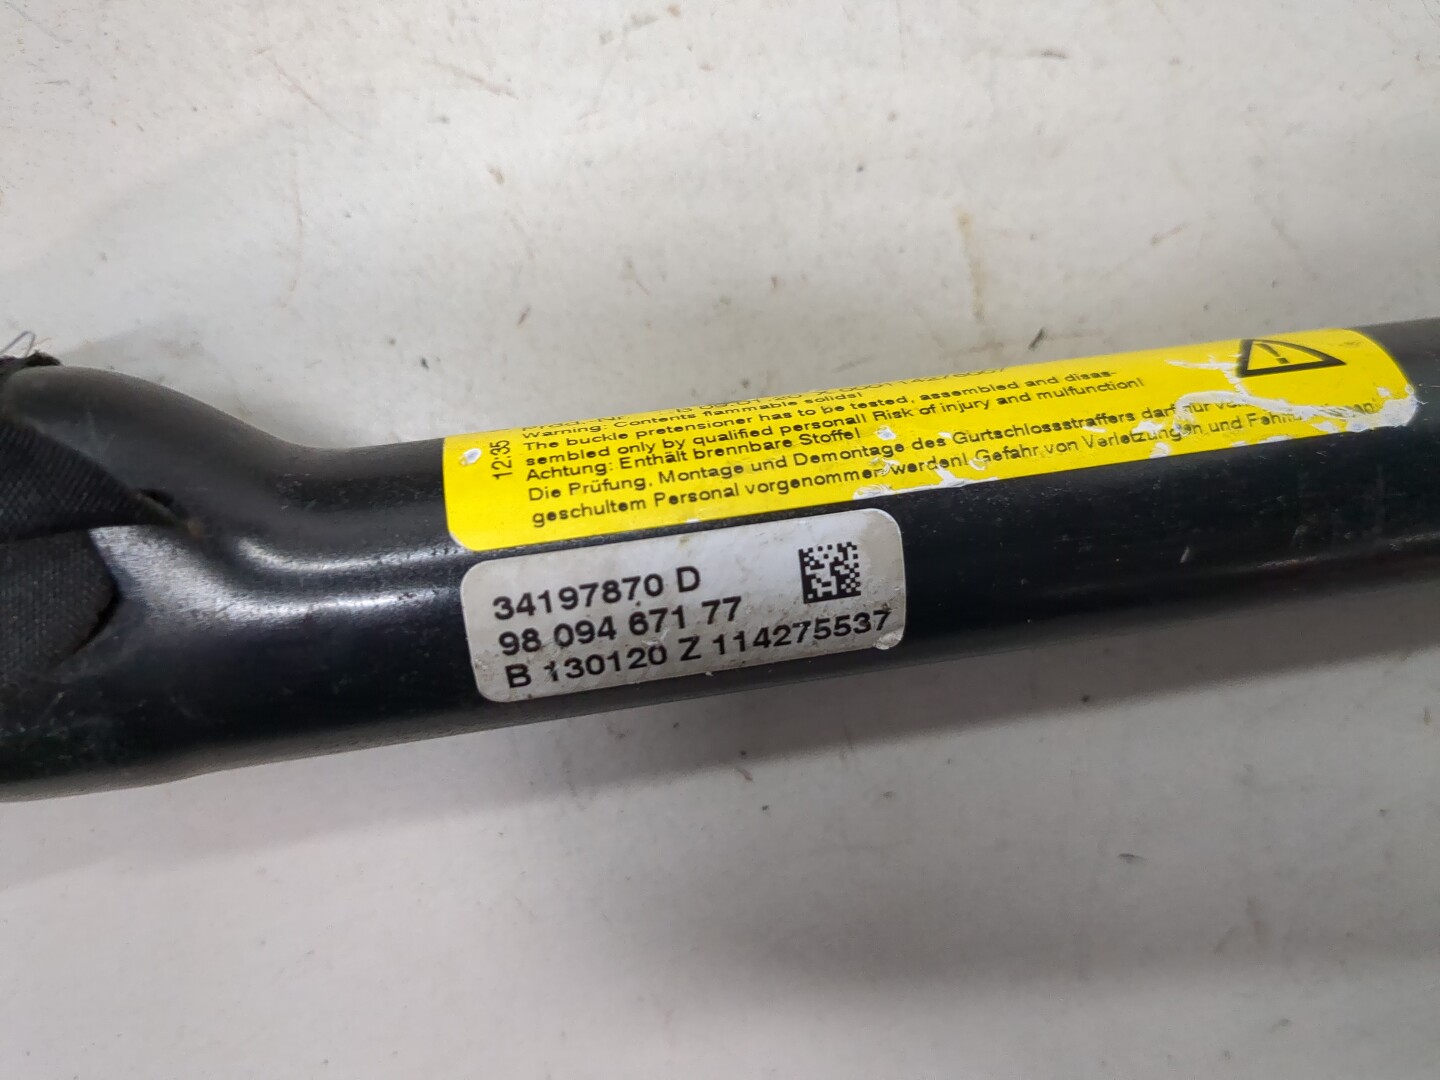 12:35
Warning: Contents flammable solids!
The buckle pretensioner has to be tested, assembled and disas-
sembled only by qualified personal! Risk of injury and mulfunction!
Achtung: Enthält brennbare Stoffe!
Die Prüfung, Montage und Demontage des Gurtschlossstraffers darf nur
geschultem Personal vorgenommen werden! Gefahr von Verletzungen und
34197870 D
98 094 671 77
B 130120 Z 114275537